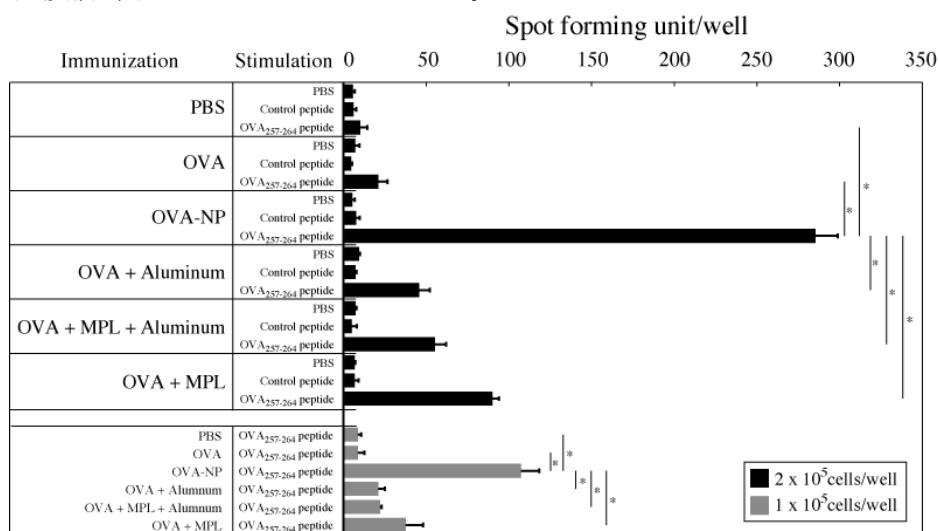 Spot forming unit/well
Immunization Stimulation 0 50 100 150 200 250 300 350
PBS
PBS Control peptide
OVA257-264 peptide
PBS
OVA Control peptide
OVA257-264 peptide
PBS
OVA-NP Control peptide
OVA257-264 peptide
PBS
OVA + Aluminum Control peptide
OVA257-264 peptide
PBS
OVA + MPL + Aluminum Control peptide
OVA257-264 peptide
PBS
OVA + MPL Control peptide
OVA257-264 peptide
PBS OVA257-264 peptide
OVA OVA257-264 peptide
OVA-NP OVA257-264 peptide
OVA + Alumnum OVA257-264 peptide
OVA + MPL + Alumnum OVA257-264 peptide
OVA + MPL OVA257-264 peptide
* * * * *
* * * * *
2 x 10^5cells/well
1 x 10^5cells/well